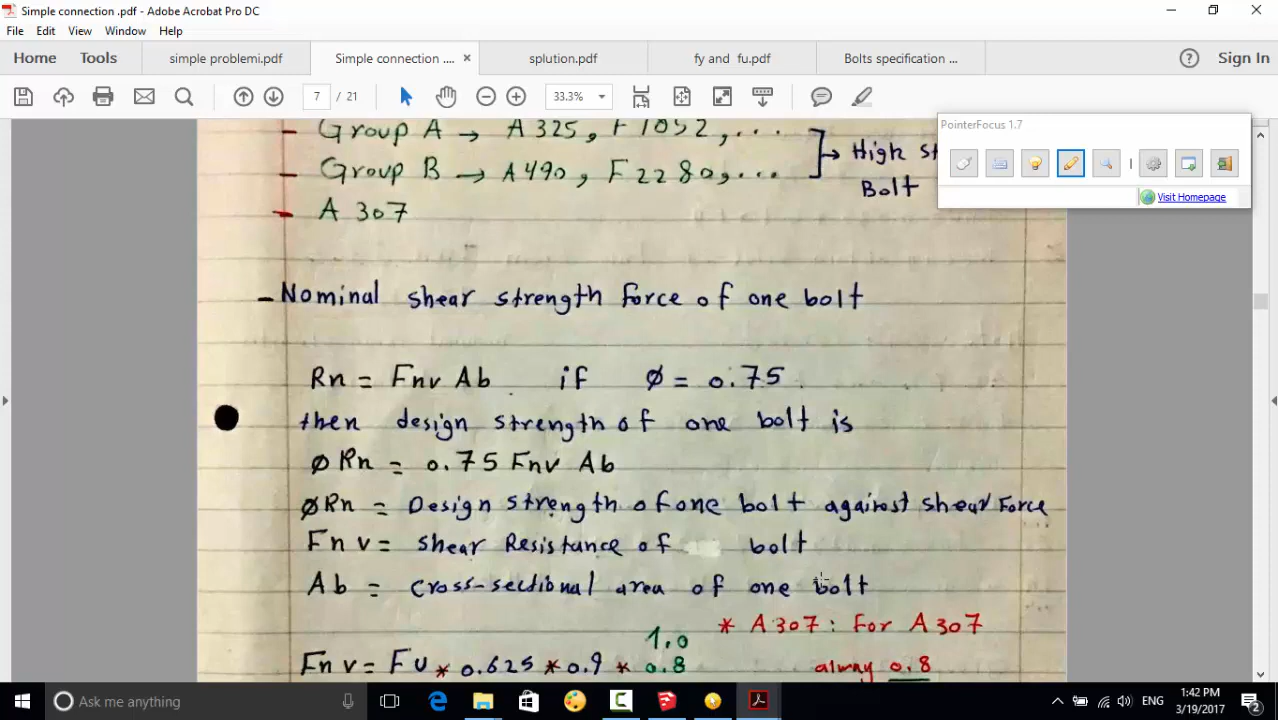 Simple connection .pdf - Adobe Acrobat Pro DC
File Edit View Window Help
Home Tools simple problemi.pdf Simple connection .... × splution.pdf fy and fu.pdf Bolts specification ... Sign In
7 / 21 33.3%
PointerFocus 1.7
Visit Homepage
- Group A → A 325, F 1852, ...
- Group B → A490, F 2280, ...
→ High st
Bolt
- A 307
- Nominal shear strength Force of one bolt
Rn = Fnv Ab if Ø = 0.75
then design strength of one bolt is
Ø Rn = 0.75 Fnv Ab
ØRn = Design strength of one bolt against shear Force
Fnv = shear Resistance of bolt
Ab = cross-sectional area of one bolt
* A307: For A307
1.0
Fnv = Fu * 0.625 * 0.9 * 0.8
alway 0.8
Ask me anything
ENG
1:42 PM
3/19/2017
2